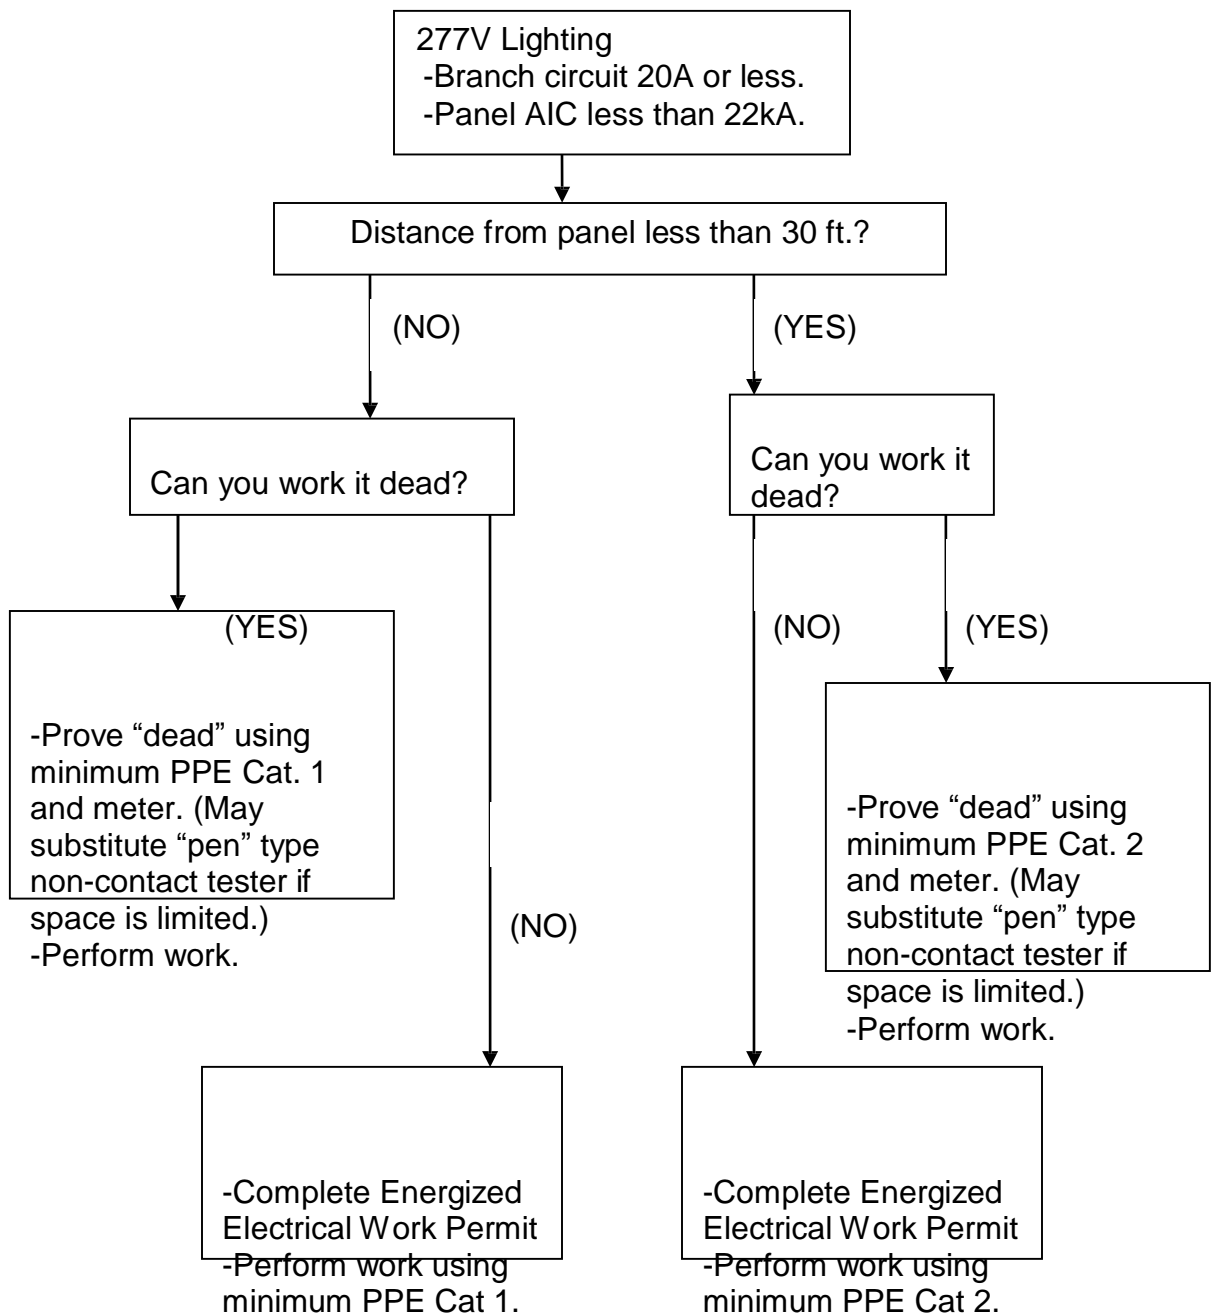 277V Lighting
-Branch circuit 20A or less.
-Panel AIC less than 22kA.
Distance from panel less than 30 ft.?
(NO)
(YES)
Can you work it dead?
Can you work it
dead?
(YES)
(NO)
(YES)
-Prove “dead” using
minimum PPE Cat. 1
and meter. (May
substitute “pen” type
non-contact tester if
space is limited.)
-Perform work.
(NO)
-Prove “dead” using
minimum PPE Cat. 2
and meter. (May
substitute “pen” type
non-contact tester if
space is limited.)
-Perform work.
-Complete Energized
Electrical Work Permit
-Perform work using
minimum PPE Cat 1.
-Complete Energized
Electrical Work Permit
-Perform work using
minimum PPE Cat 2.